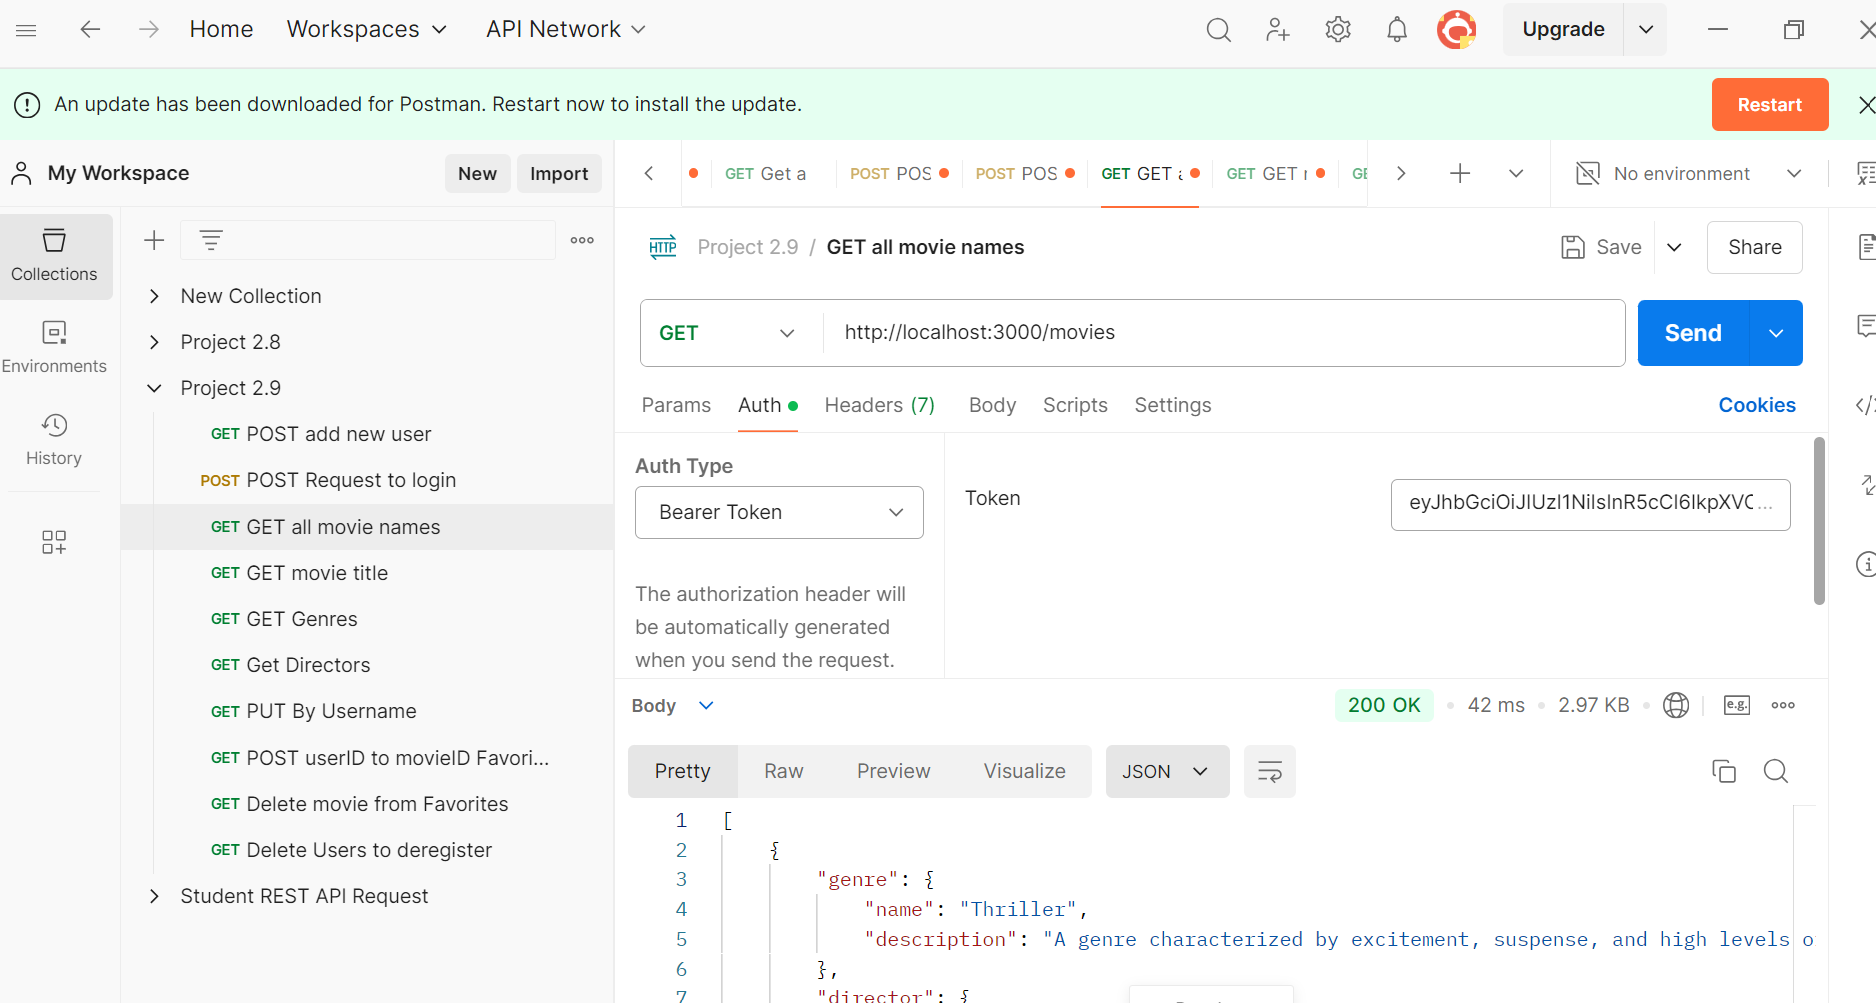 Home Workspaces API Network Upgrade
An update has been downloaded for Postman. Restart now to install the update. Restart
My Workspace New Import
GET Get a POST POS POST POS GET GET GET GET No environment
Collections
Environments
History
New Collection
Project 2.8
Project 2.9
GET POST add new user
POST POST Request to login
GET GET all movie names
GET GET movie title
GET GET Genres
GET Get Directors
GET PUT By Username
GET POST userID to movieID Favori...
GET Delete movie from Favorites
GET Delete Users to deregister
Student REST API Request
HTTP Project 2.9 / GET all movie names Save Share
GET http://localhost:3000/movies Send
Params Auth Headers (7) Body Scripts Settings Cookies
Auth Type
Bearer Token
Token
The authorization header will
be automatically generated
when you send the request.
Body 200 OK 42 ms 2.97 KB e.g.
Pretty Raw Preview Visualize JSON
1 [
2 {
3 "genre": {
4 "name": "Thriller",
5 "description": "A genre characterized by excitement, suspense, and high levels
6 },
7 "director": {